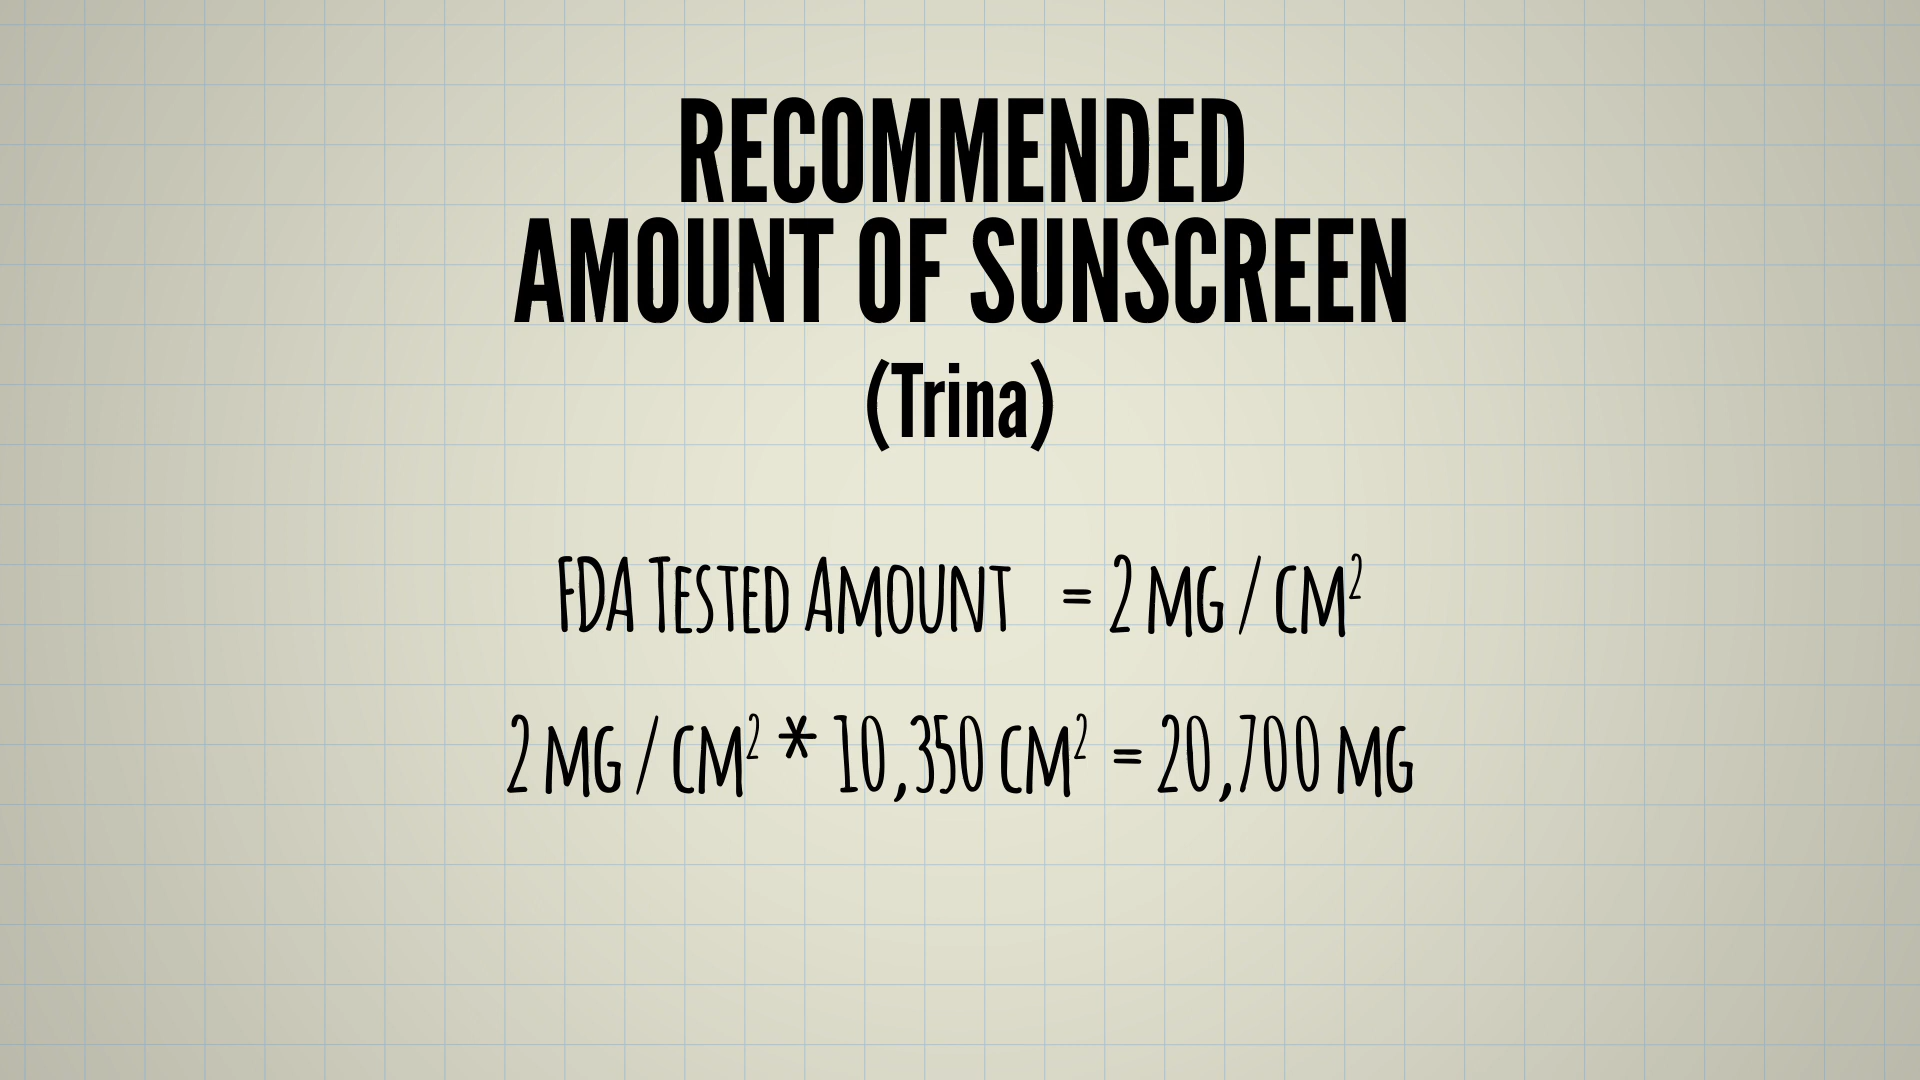 RECOMMENDED
AMOUNT OF SUNSCREEN
(Trina)
FDA TESTED AMOUNT = 2 MG / CM²
2 MG / CM² * 10,350 CM² = 20,700 MG